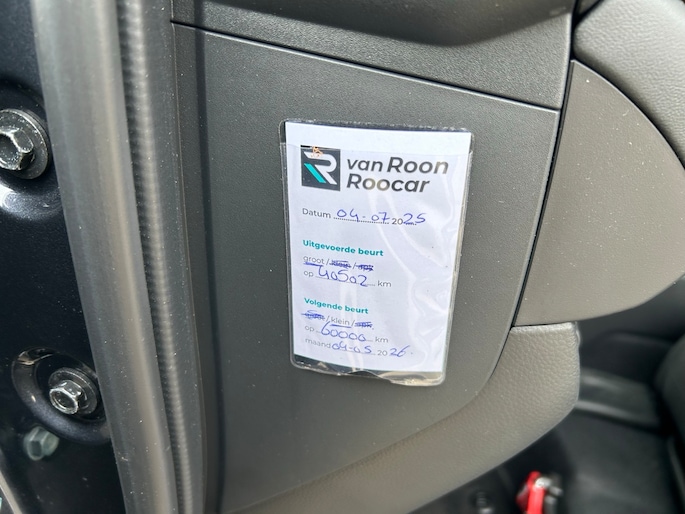 van Roon
Roocar
Datum 04-07 2025
Uitgevoerde beurt
groot /
op 40502 km
Volgende beurt
/ klein /
op 60000 km
maand 04-05 2026